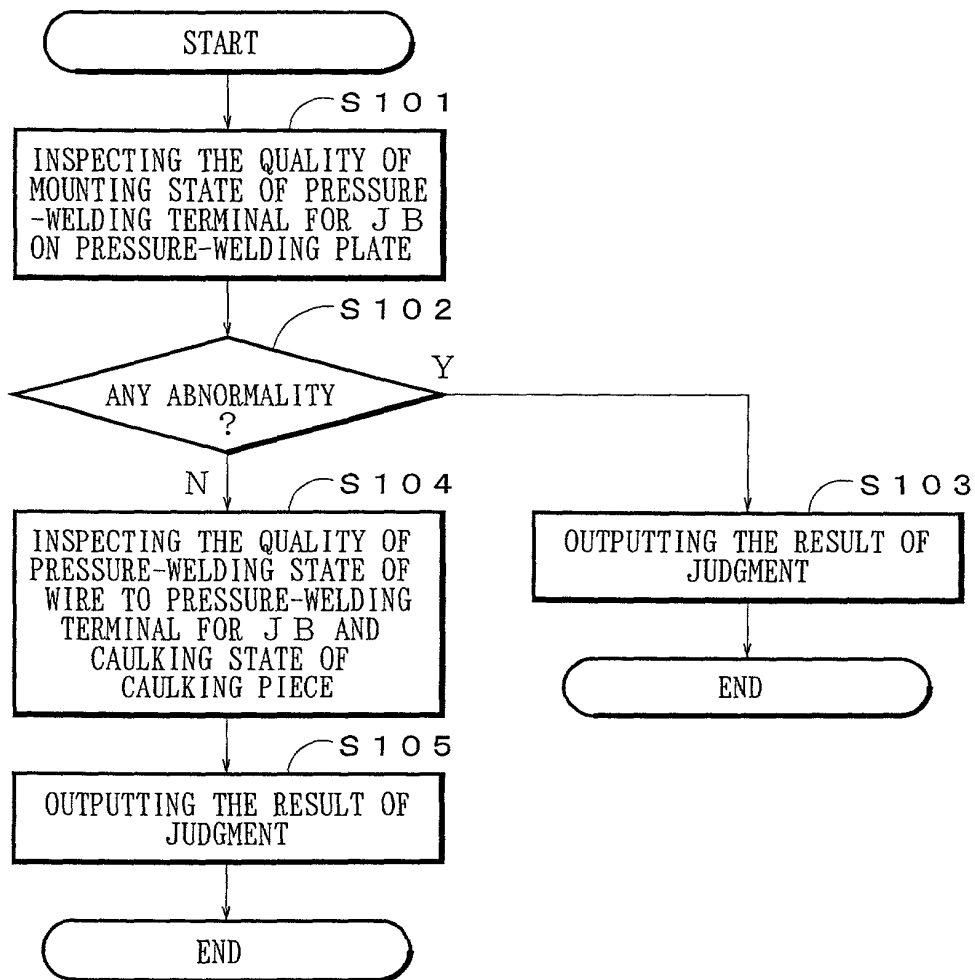 START
S101
INSPECTING THE QUALITY OF
MOUNTING STATE OF PRESSURE
-WELDING TERMINAL FOR JB
ON PRESSURE-WELDING PLATE
S102
ANY ABNORMALITY
?
Y
N
S104
INSPECTING THE QUALITY OF
PRESSURE-WELDING STATE OF
WIRE TO PRESSURE-WELDING
TERMINAL FOR JB AND
CAULKING STATE OF
CAULKING PIECE
S103
OUTPUTTING THE RESULT OF
JUDGMENT
END
S105
OUTPUTTING THE RESULT OF
JUDGMENT
END